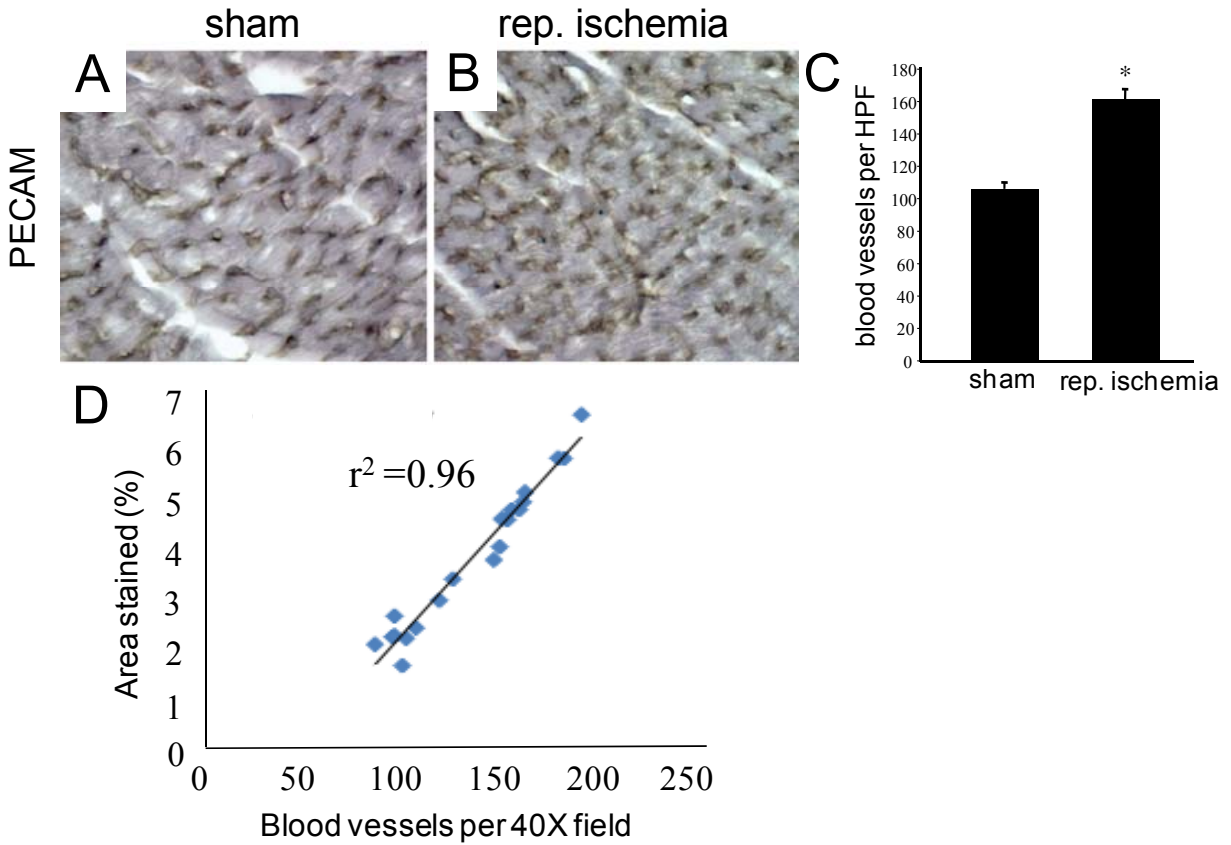 sham
rep. ischemia
A
B
C
PECAM
blood vessels per HPF
180
160
140
120
100
80
60
40
20
0
*
sham
rep. ischemia
D
Area stained (%)
7
6
5
4
3
2
1
0
r² =0.96
0 50 100 150 200 250
Blood vessels per 40X field